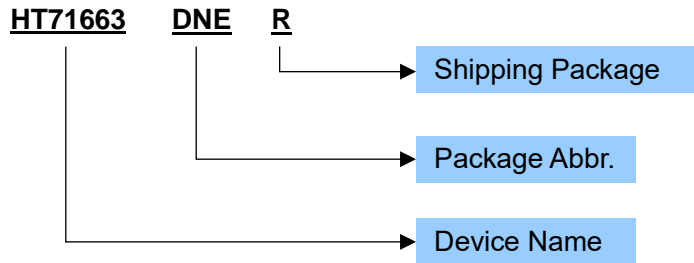 HT71663 DNE R
Shipping Package
Package Abbr.
Device Name